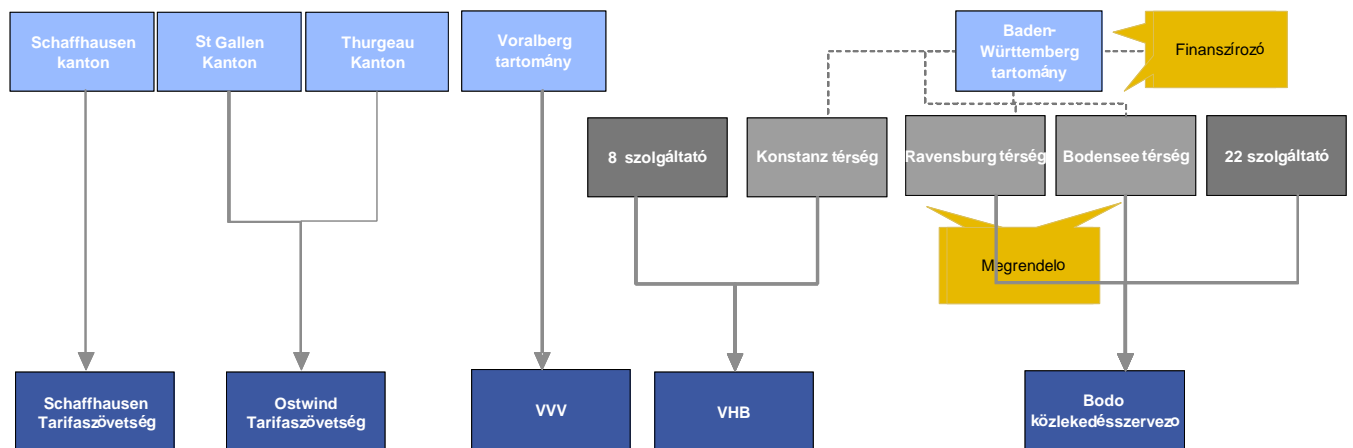 Schaffhausen
kanton
St Gallen
Kanton
Thurgeau
Kanton
Voralberg
tartomány
Baden-
Württemberg
tartomány
Finanszírozó
8 szolgáltató
Konstanz térség
Ravensburg térség
Bodensee térség
22 szolgáltató
Megrendelo
Schaffhausen
Tarifaszövetség
Ostwind
Tarifaszövetség
VVV
VHB
Bodo
közlekedésszervezo